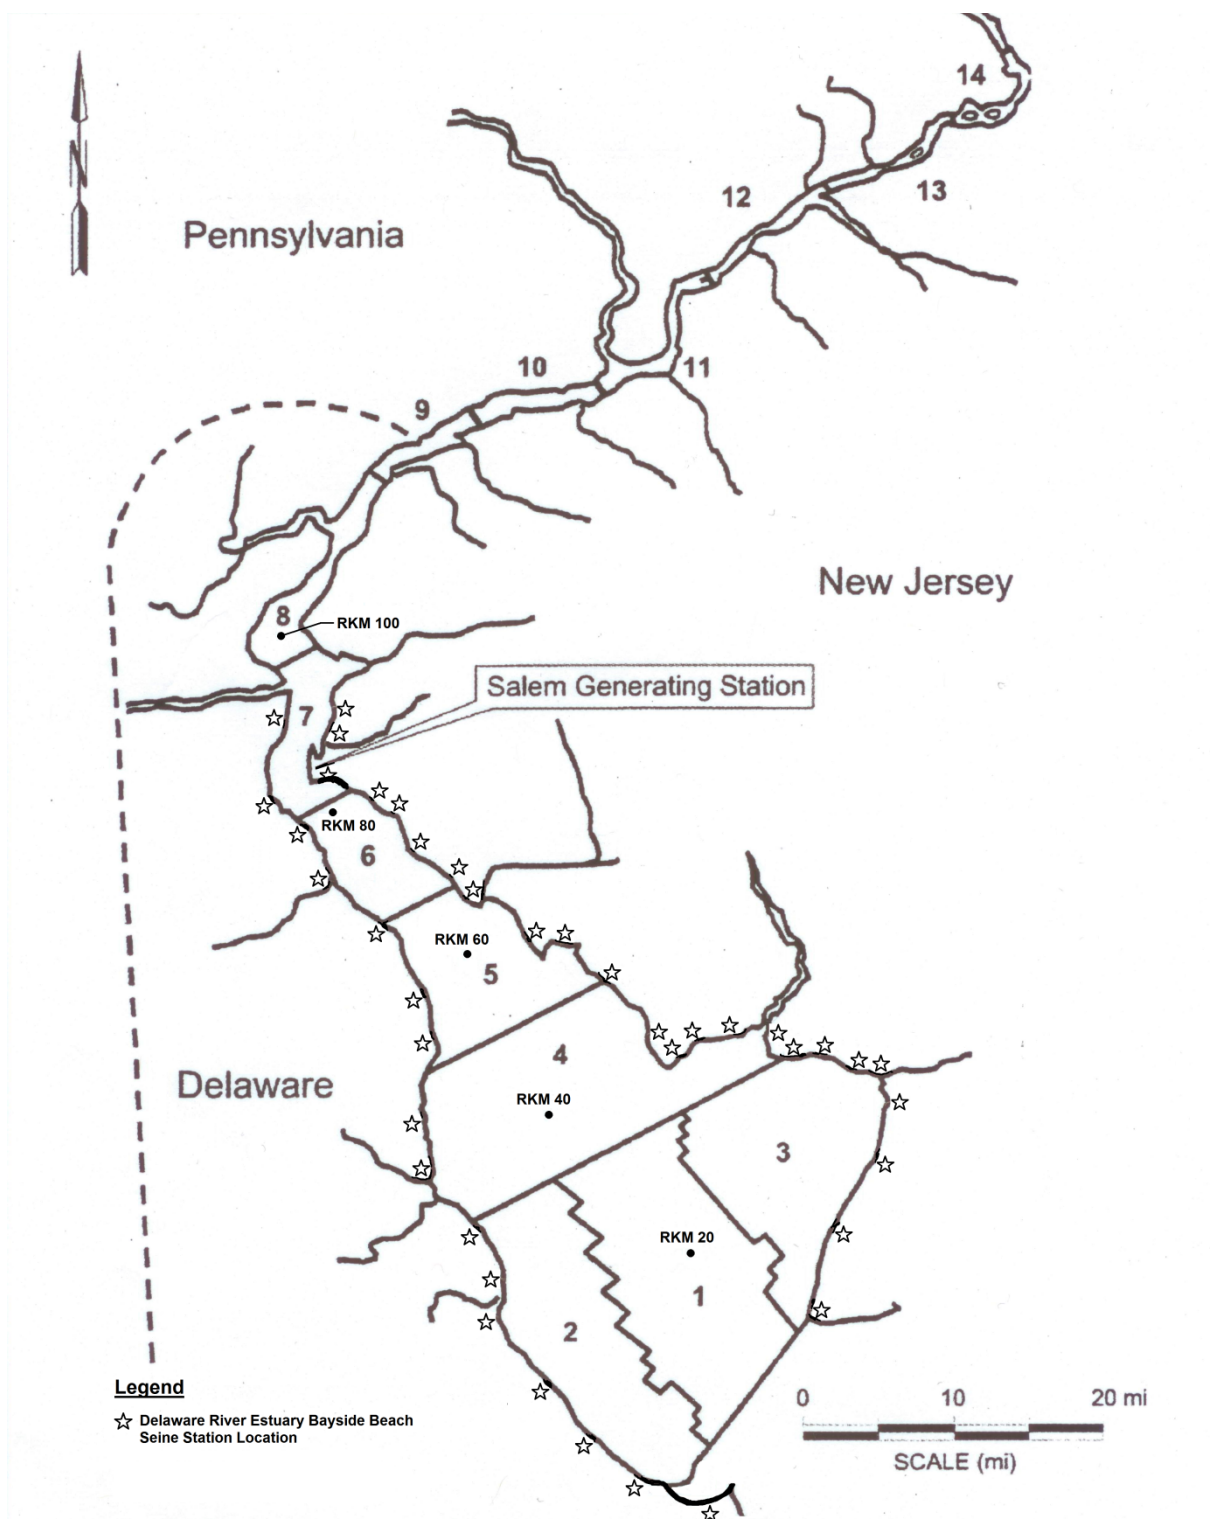 N
14
13
12
Pennsylvania
11
10
9
New Jersey
8
RKM 100
Salem Generating Station
7
RKM 80
6
RKM 60
5
4
Delaware
RKM 40
3
RKM 20
1
2
Legend
Delaware River Estuary Bayside Beach
Seine Station Location
0 10 20 mi
SCALE (mi)